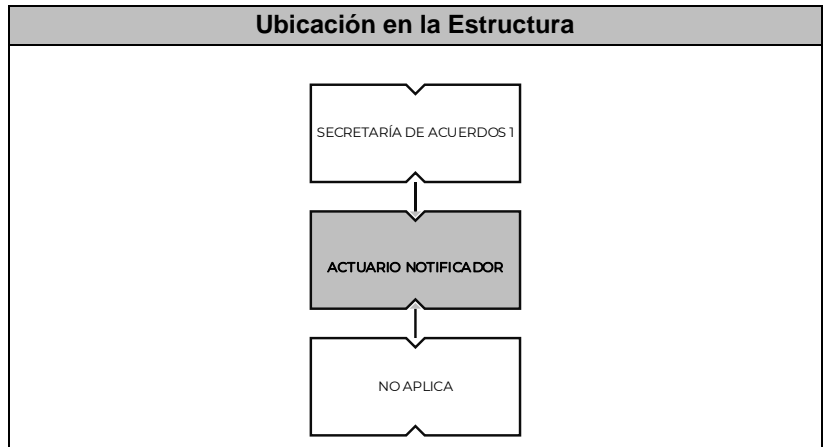 Ubicación en la Estructura
SECRETARÍA DE ACUERDOS 1
ACTUARIO NOTIFICADOR
NO APLICA